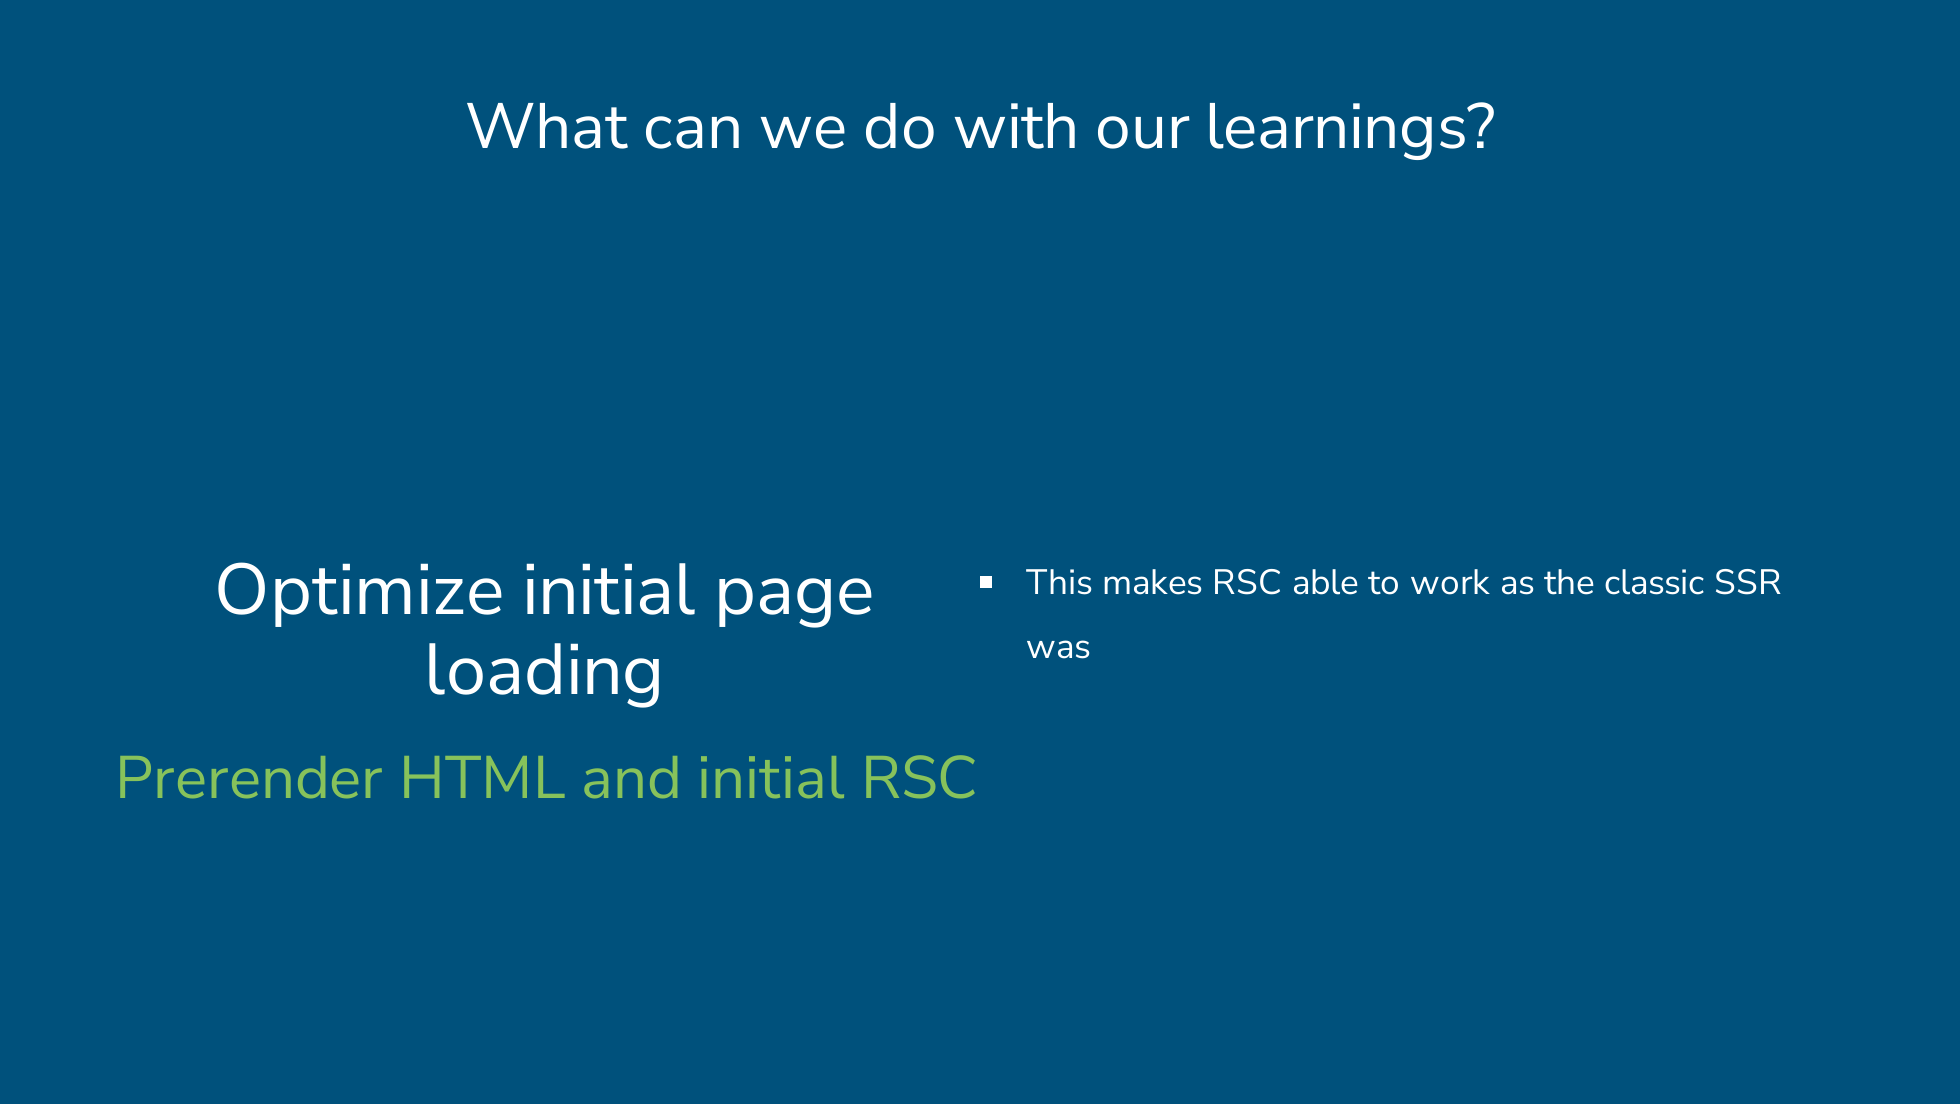 What can we do with our learnings?
Optimize initial page
loading
Prerender HTML and initial RSC
This makes RSC able to work as the classic SSR
was